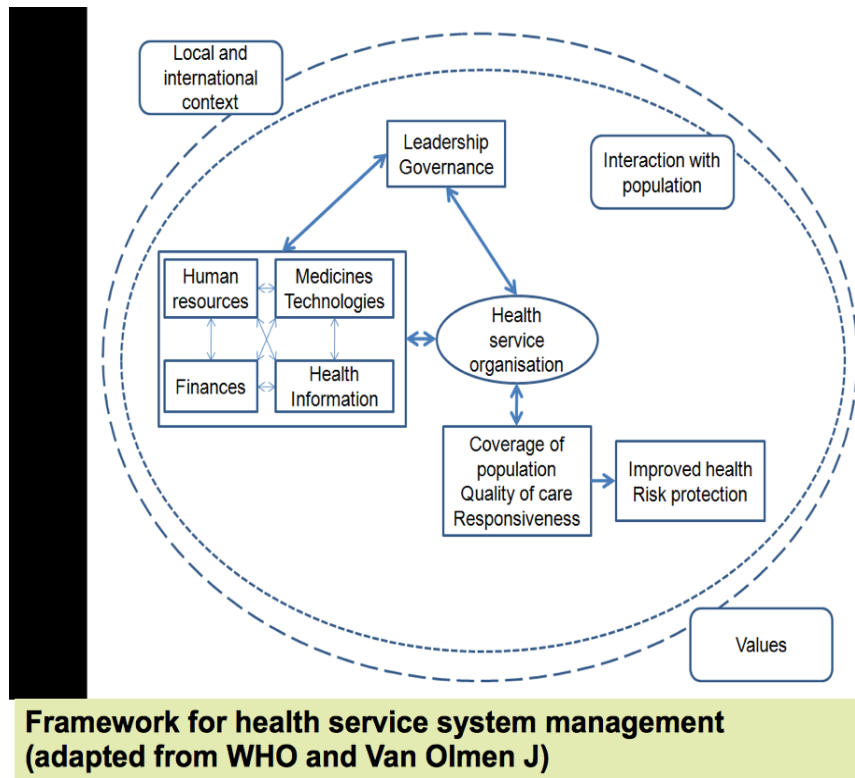 Local and
international
context
Leadership
Governance
Interaction with
population
Human
resources
Medicines
Technologies
Finances
Health
Information
Health
service
organisation
Coverage of
population
Quality of care
Responsiveness
Improved health
Risk protection
Values
Framework for health service system management
(adapted from WHO and Van Olmen J)